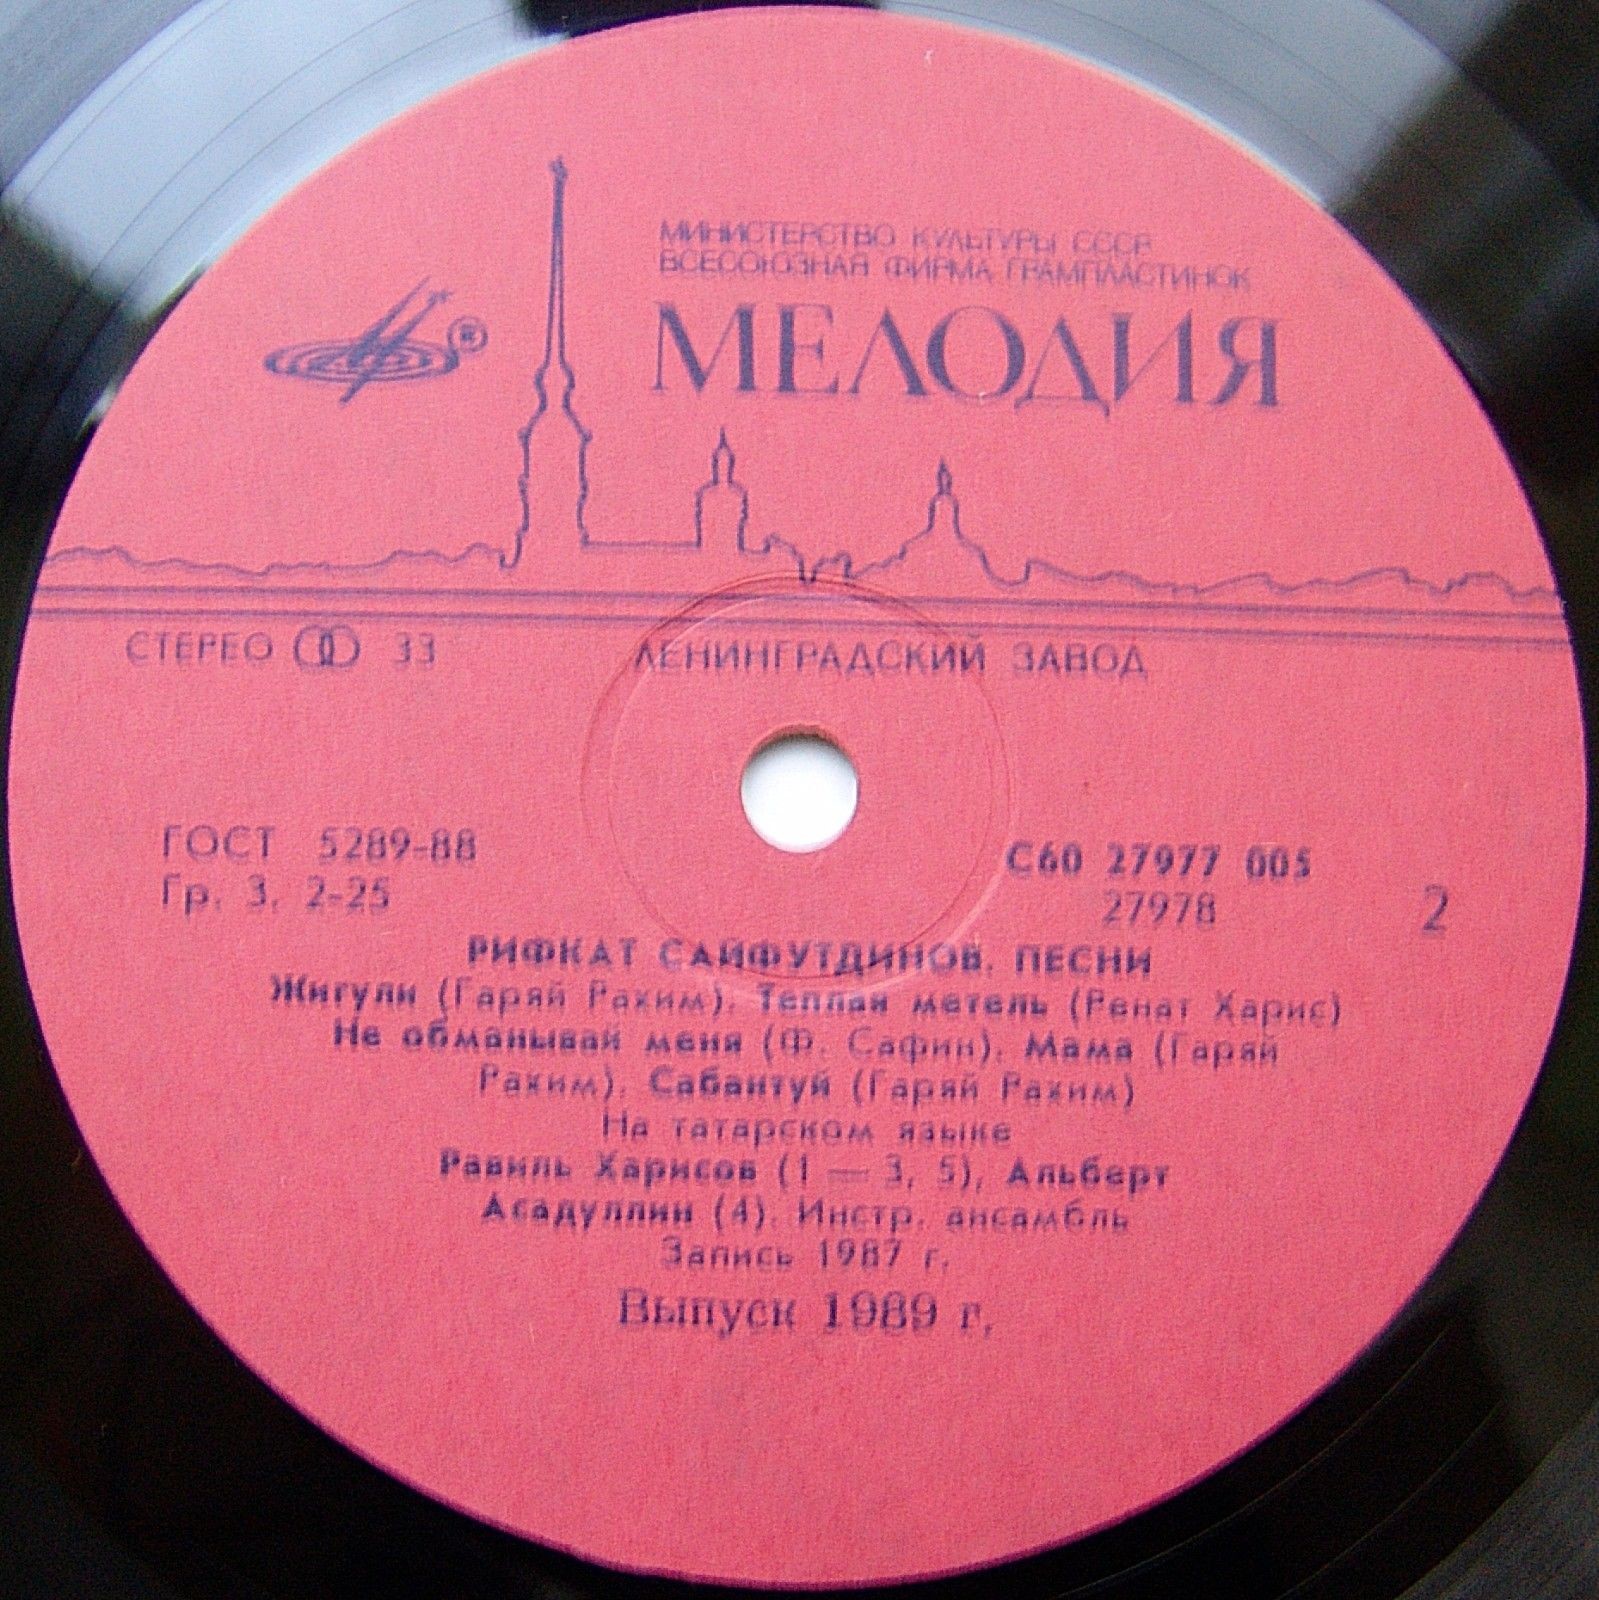 МИНИСТЕРСТВО КУЛЬТУРЫ СССР
ВСЕСОЮЗНАЯ ФИРМА ГРАМПЛАСТИНОК
МЕЛОДИЯ
®
СТЕРЕО 33
ЛЕНИНГРАДСКИЙ ЗАВОД
ГОСТ 5289-88
Гр. 3. 2-25
С60 27977 005
27978
2
РИФКАТ САЙФУТДИНОВ. ПЕСНИ
Жигули (Гаряй Рахим). Теплая метель (Ренат Харис)
Не обманывай меня (Ф. Сафин). Мама (Гаряй
Рахим). Сабантуй (Гаряй Рахим)
На татарском языке
Равиль Харисов (1 — 3, 5), Альберт
Асадуллин (4). Инстр. ансамбль
Запись 1987 г.
Выпуск 1989 г.